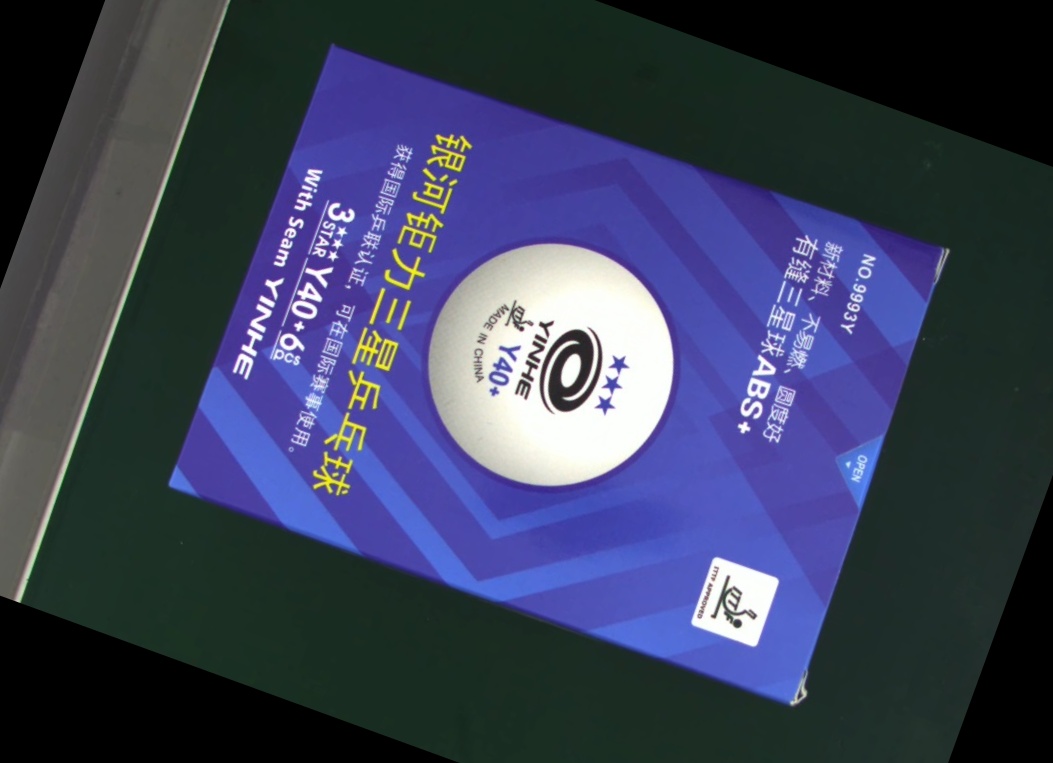 NO.9993Y
新材料、不易燃、圆度好
有缝三星球ABS+
OPEN
ITTF APPROVED
★★★
YINHE
Y40+
MADE IN CHINA
银河钜力三星乒乓球
获得国际乒联认证，可在国际赛事使用。
3★★★ STAR Y40+ 6
With Seam YINHE